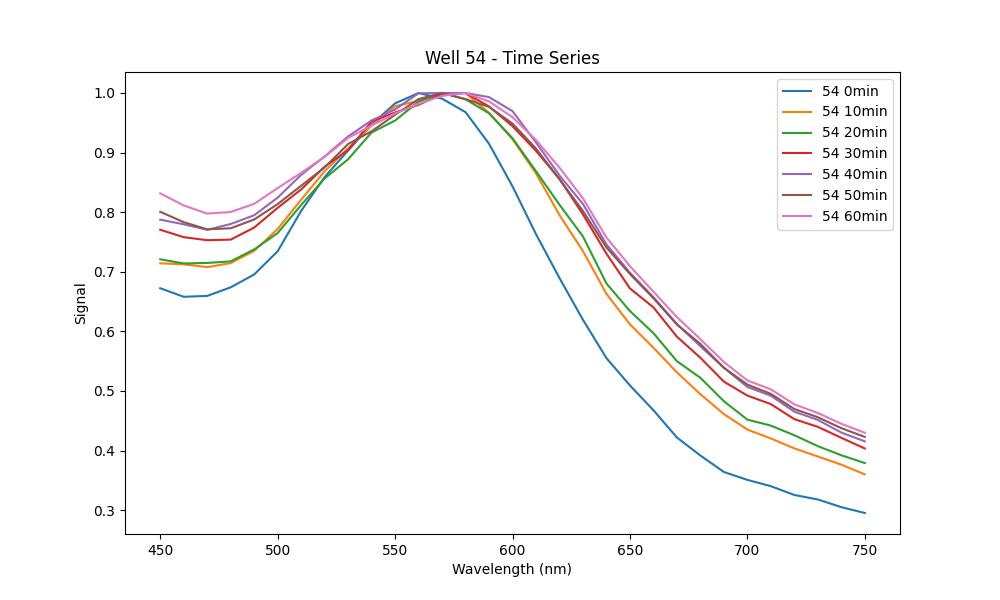 Well 54 - Time Series
Signal
1.0
0.9
0.8
0.7
0.6
0.5
0.4
0.3
54 0min
54 10min
54 20min
54 30min
54 40min
54 50min
54 60min
450 500 550 600 650 700 750
Wavelength (nm)